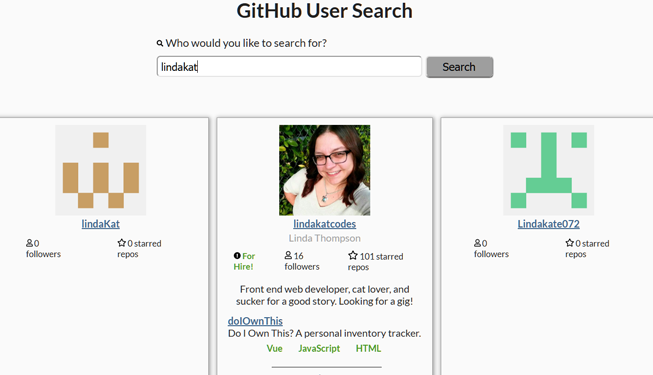 GitHub User Search
Who would you like to search for?
lindakat
Search
lindaKat
0 followers
0 starred repos
lindakatcodes
Linda Thompson
For Hire!
16 followers
101 starred repos
Front end web developer, cat lover, and
sucker for a good story. Looking for a gig!
doIOwnThis
Do I Own This? A personal inventory tracker.
Vue JavaScript HTML
Lindakate072
0 followers
0 starred repos